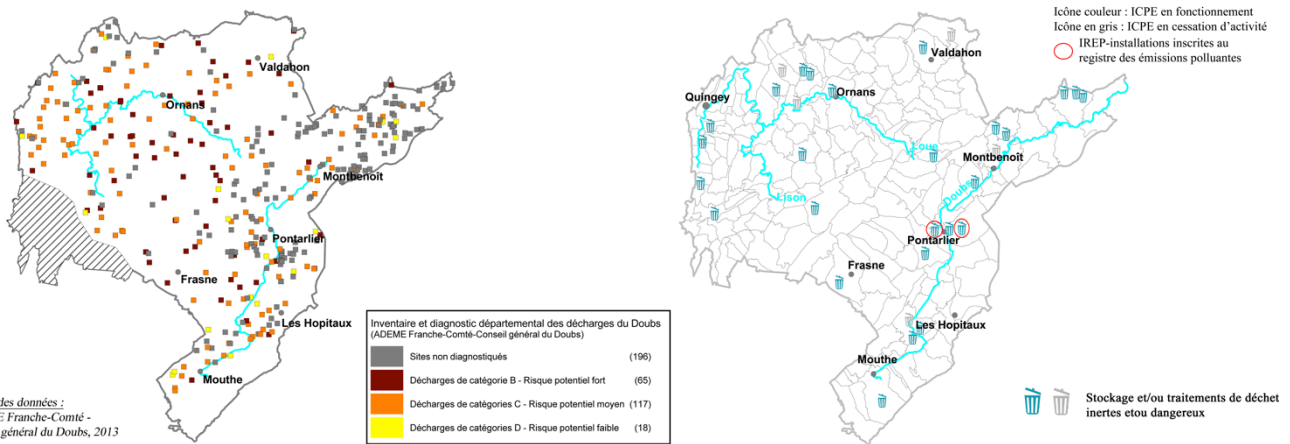 Valdahon
Ornans
Montbenoît
Pontarlier
Frasne
Les Hopitaux
Mouthe
des données :
E Franche-Comté -
général du Doubs, 2013
Inventaire et diagnostic départemental des décharges du Doubs
(ADEME Franche-Comté-Conseil général du Doubs)
Sites non diagnostiqués (196)
Décharges de catégorie B - Risque potentiel fort (65)
Décharges de catégories C - Risque potentiel moyen (117)
Décharges de catégories D - Risque potentiel faible (18)
Icône couleur : ICPE en fonctionnement
Icône en gris : ICPE en cessation d'activité
IREP-installations inscrites au
registre des émissions polluantes
Valdahon
Quingey
Ornans
Loue
Montbenoît
Lison
Doubs
Pontarlier
Frasne
Les Hopitaux
Mouthe
Stockage et/ou traitements de déchet
inertes etou dangereux